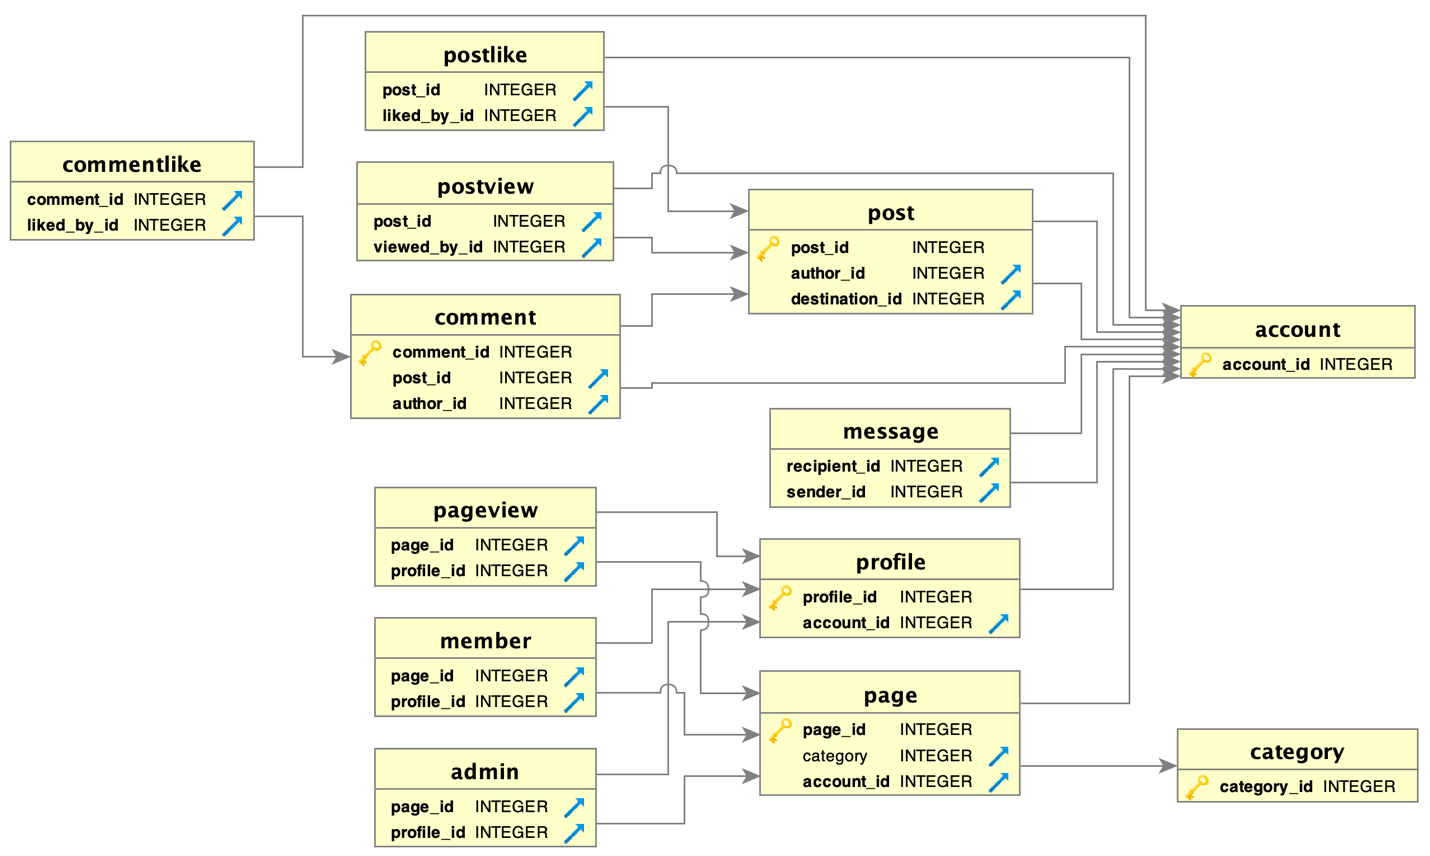 postlike
post_id INTEGER
liked_by_id INTEGER
commentlike
comment_id INTEGER
liked_by_id INTEGER
postview
post_id INTEGER
viewed_by_id INTEGER
post
post_id INTEGER
author_id INTEGER
destination_id INTEGER
comment
comment_id INTEGER
post_id INTEGER
author_id INTEGER
account
account_id INTEGER
message
recipient_id INTEGER
sender_id INTEGER
pageview
page_id INTEGER
profile_id INTEGER
profile
profile_id INTEGER
account_id INTEGER
member
page_id INTEGER
profile_id INTEGER
page
page_id INTEGER
category INTEGER
account_id INTEGER
category
category_id INTEGER
admin
page_id INTEGER
profile_id INTEGER